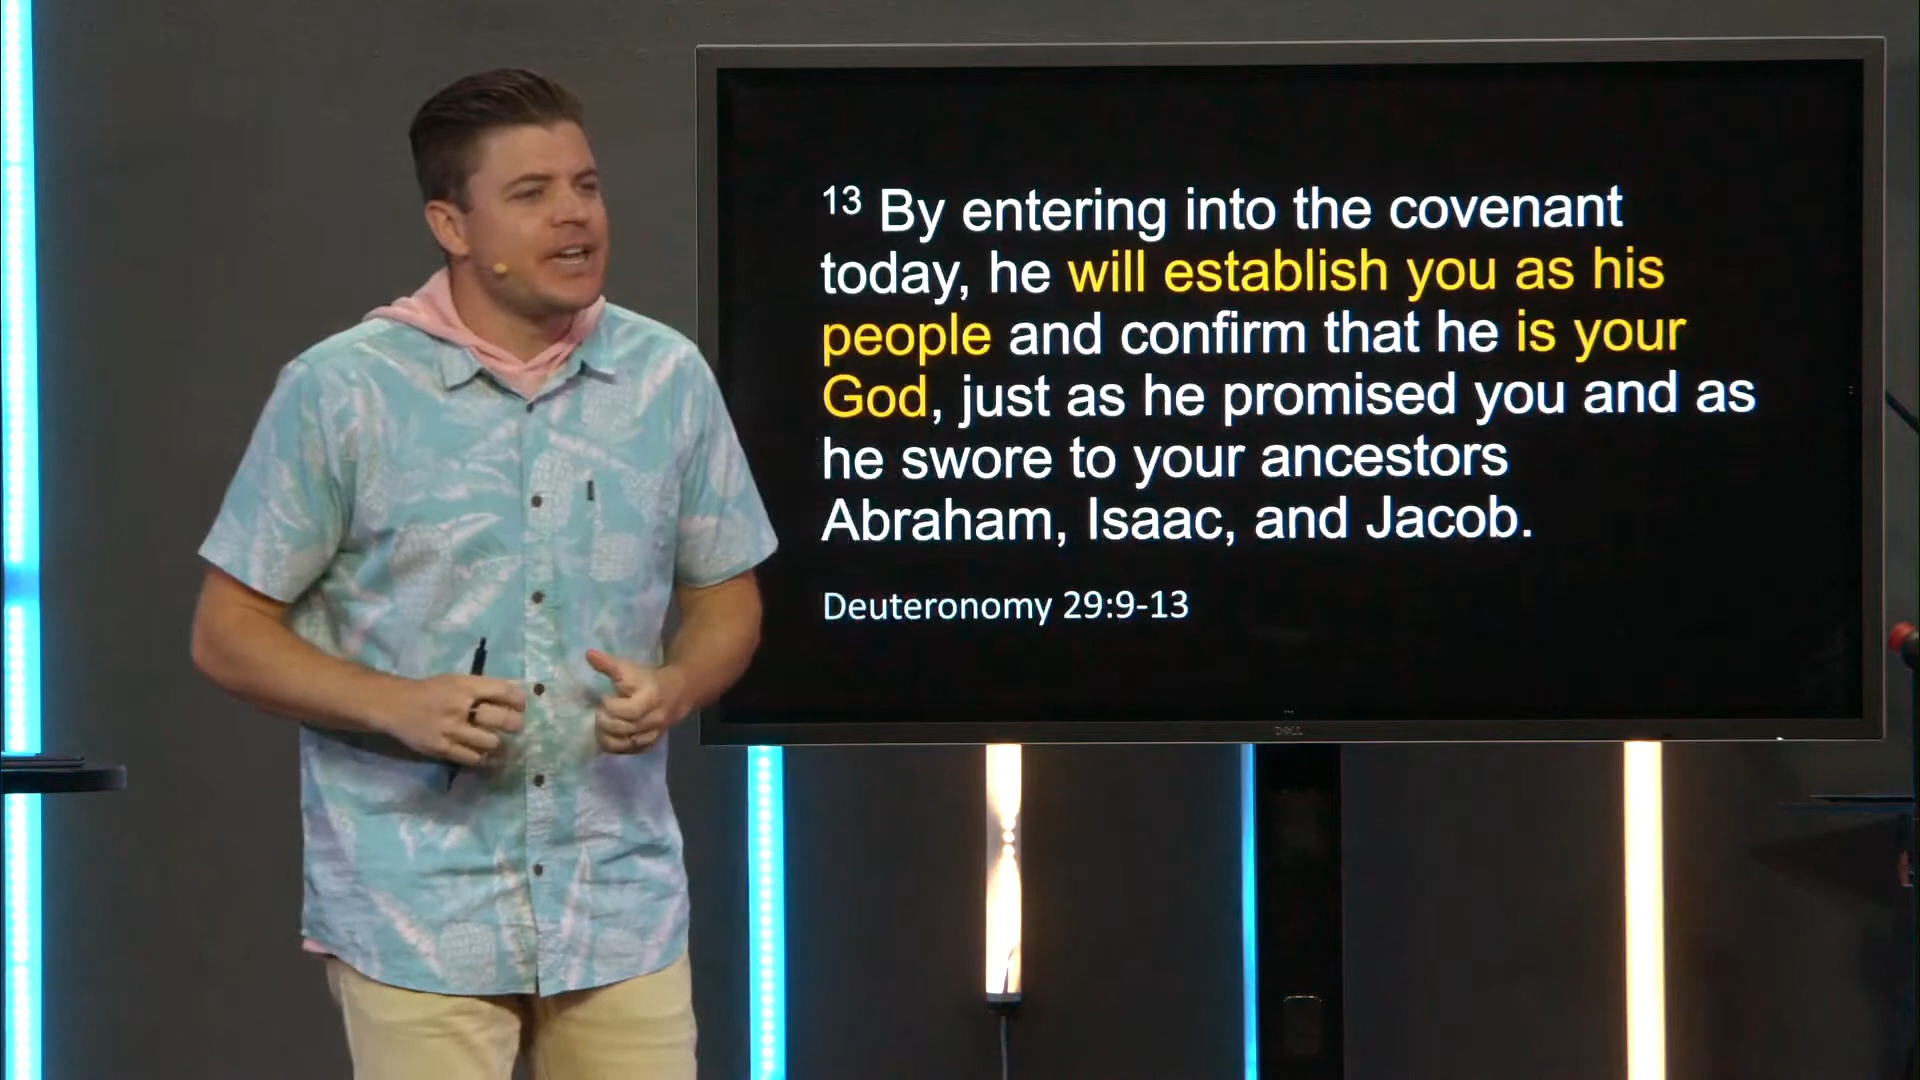 13 By entering into the covenant
today, he will establish you as his
people and confirm that he is your
God, just as he promised you and as
he swore to your ancestors
Abraham, Isaac, and Jacob.
Deuteronomy 29:9-13
DELL